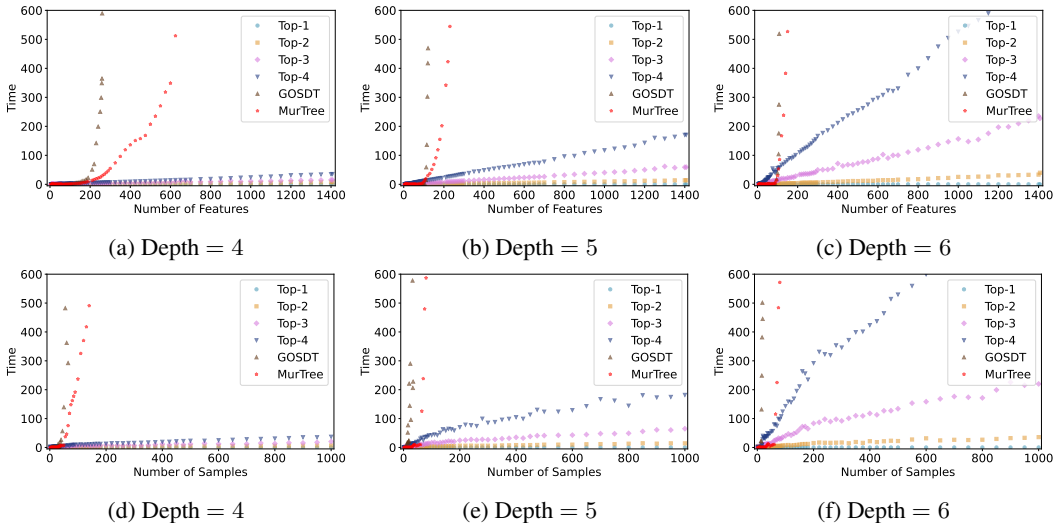 600
500
400
300
200
100
0
Time
0 200 400 600 800 1000 1200 1400
Number of Features
Top-1
Top-2
Top-3
Top-4
GOSDT
MurTree
(a) Depth = 4
600
500
400
300
200
100
0
Time
0 200 400 600 800 1000 1200 1400
Number of Features
Top-1
Top-2
Top-3
Top-4
GOSDT
MurTree
(b) Depth = 5
600
500
400
300
200
100
0
Time
0 200 400 600 800 1000 1200 1400
Number of Features
Top-1
Top-2
Top-3
Top-4
GOSDT
MurTree
(c) Depth = 6
600
500
400
300
200
100
0
Time
0 200 400 600 800 1000
Number of Samples
Top-1
Top-2
Top-3
Top-4
GOSDT
MurTree
(d) Depth = 4
600
500
400
300
200
100
0
Time
0 200 400 600 800 1000
Number of Samples
Top-1
Top-2
Top-3
Top-4
GOSDT
MurTree
(e) Depth = 5
600
500
400
300
200
100
0
Time
0 200 400 600 800 1000
Number of Samples
Top-1
Top-2
Top-3
Top-4
GOSDT
MurTree
(f) Depth = 6